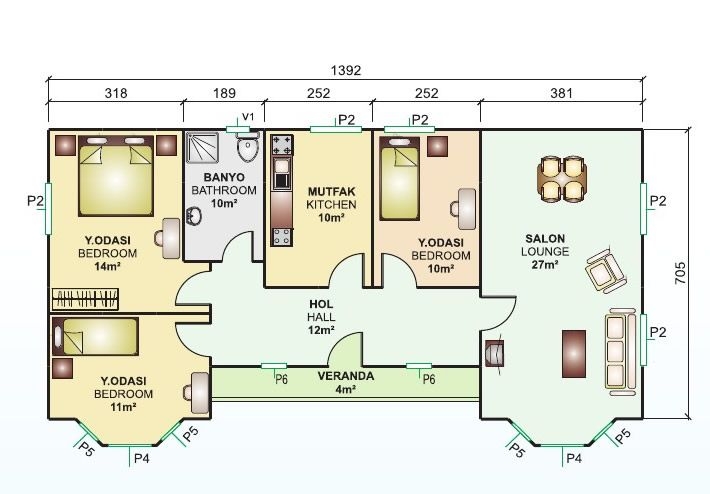 1392
318
189
252
252
381
V1
P2
P2
P2
BANYO
BATHROOM
10m²
MUTFAK
KITCHEN
10m²
Y.ODASI
BEDROOM
14m²
Y.ODASI
BEDROOM
10m²
SALON
LOUNGE
27m²
P2
705
HOL
HALL
12m²
P2
Y.ODASI
BEDROOM
11m²
P6
VERANDA
4m²
P6
P5
P4
P5
P5
P4
P5